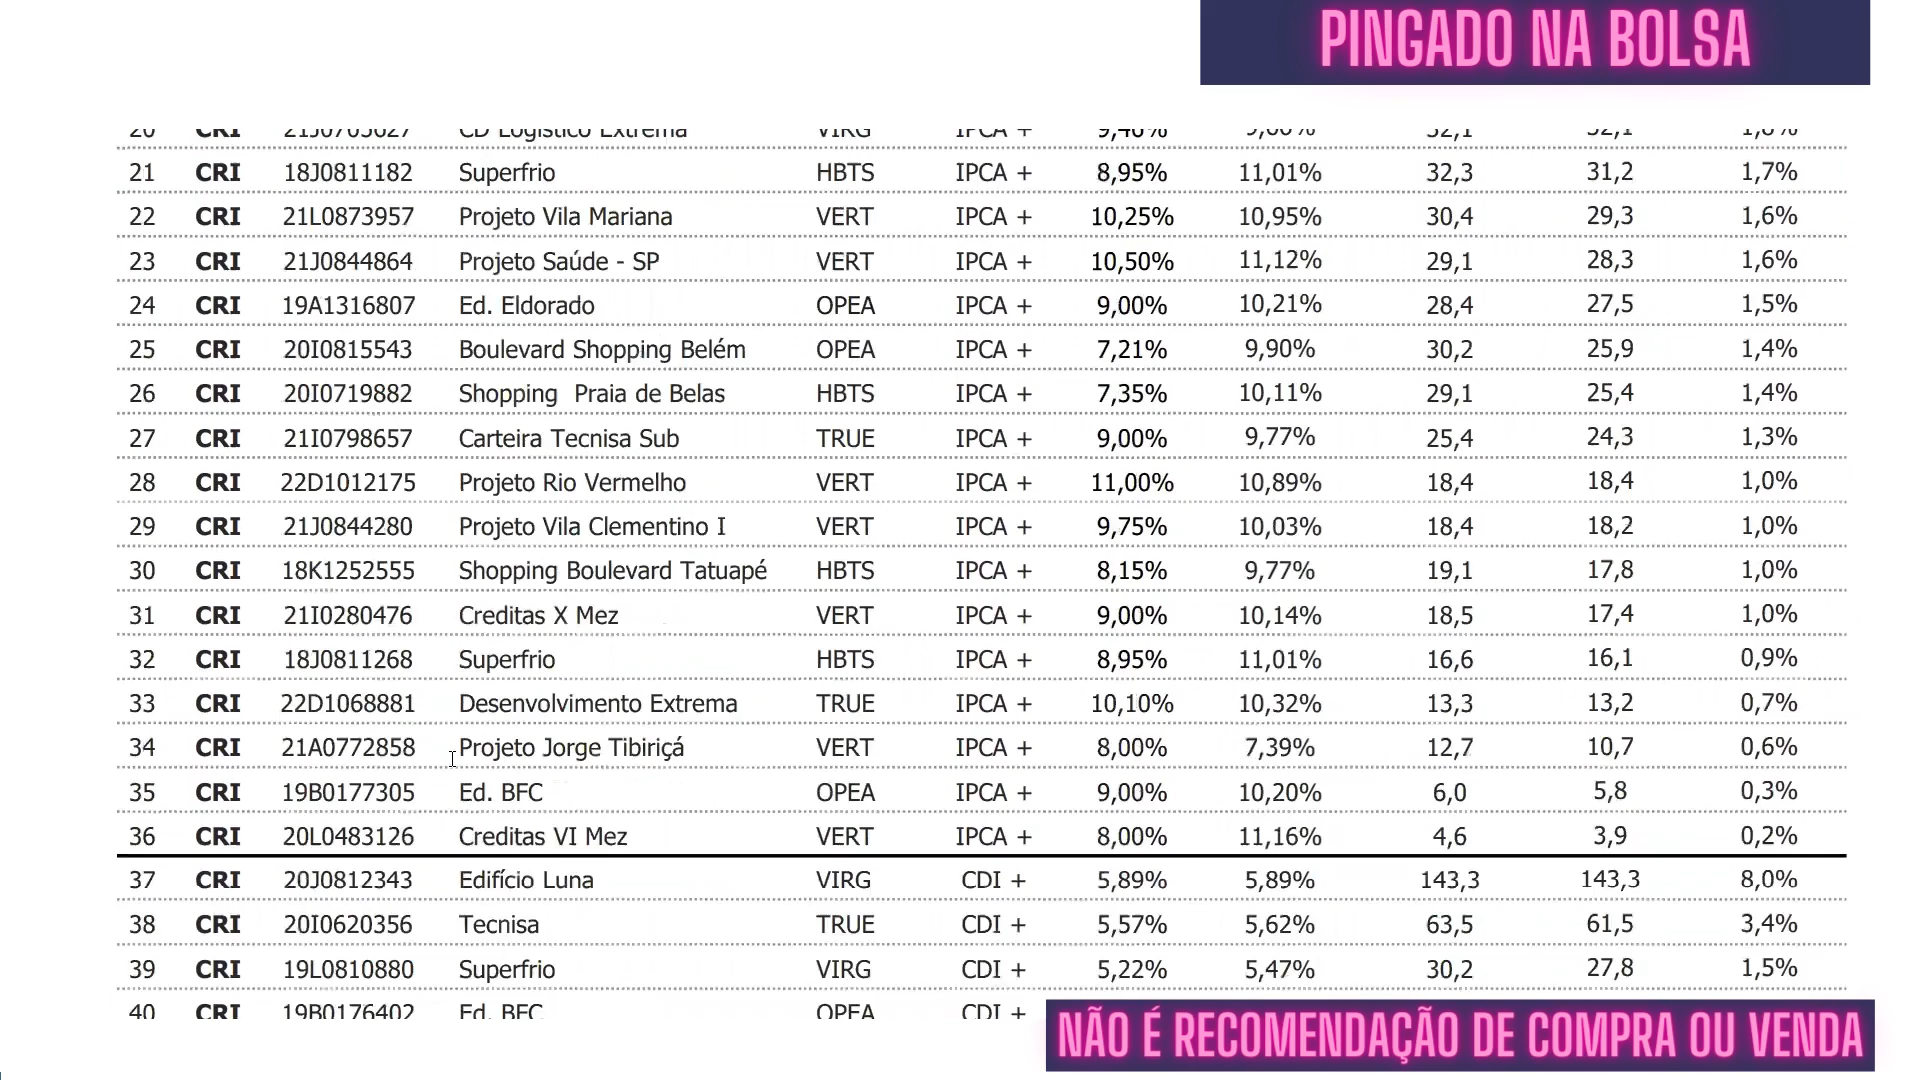 PINGADO NA BOLSA
20 CRI 21J0705627 CD Logístico Extrema VIRG IPCA + 9,40% 32,1 32,1 1,8%
21 CRI 18J0811182 Superfrio HBTS IPCA + 8,95% 11,01% 32,3 31,2 1,7%
22 CRI 21L0873957 Projeto Vila Mariana VERT IPCA + 10,25% 10,95% 30,4 29,3 1,6%
23 CRI 21J0844864 Projeto Saúde - SP VERT IPCA + 10,50% 11,12% 29,1 28,3 1,6%
24 CRI 19A1316807 Ed. Eldorado OPEA IPCA + 9,00% 10,21% 28,4 27,5 1,5%
25 CRI 20I0815543 Boulevard Shopping Belém OPEA IPCA + 7,21% 9,90% 30,2 25,9 1,4%
26 CRI 20I0719882 Shopping Praia de Belas HBTS IPCA + 7,35% 10,11% 29,1 25,4 1,4%
27 CRI 21I0798657 Carteira Tecnisa Sub TRUE IPCA + 9,00% 9,77% 25,4 24,3 1,3%
28 CRI 22D1012175 Projeto Rio Vermelho VERT IPCA + 11,00% 10,89% 18,4 18,4 1,0%
29 CRI 21J0844280 Projeto Vila Clementino I VERT IPCA + 9,75% 10,03% 18,4 18,2 1,0%
30 CRI 18K1252555 Shopping Boulevard Tatuapé HBTS IPCA + 8,15% 9,77% 19,1 17,8 1,0%
31 CRI 21I0280476 Creditas X Mez VERT IPCA + 9,00% 10,14% 18,5 17,4 1,0%
32 CRI 18J0811268 Superfrio HBTS IPCA + 8,95% 11,01% 16,6 16,1 0,9%
33 CRI 22D1068881 Desenvolvimento Extrema TRUE IPCA + 10,10% 10,32% 13,3 13,2 0,7%
34 CRI 21A0772858 Projeto Jorge Tibiriçá VERT IPCA + 8,00% 7,39% 12,7 10,7 0,6%
35 CRI 19B0177305 Ed. BFC OPEA IPCA + 9,00% 10,20% 6,0 5,8 0,3%
36 CRI 20L0483126 Creditas VI Mez VERT IPCA + 8,00% 11,16% 4,6 3,9 0,2%
37 CRI 20J0812343 Edifício Luna VIRG CDI + 5,89% 5,89% 143,3 143,3 8,0%
38 CRI 20I0620356 Tecnisa TRUE CDI + 5,57% 5,62% 63,5 61,5 3,4%
39 CRI 19L0810880 Superfrio VIRG CDI + 5,22% 5,47% 30,2 27,8 1,5%
40 CRI 19B0176402 Ed. BFC OPEA CDI +
NÃO É RECOMENDAÇÃO DE COMPRA OU VENDA